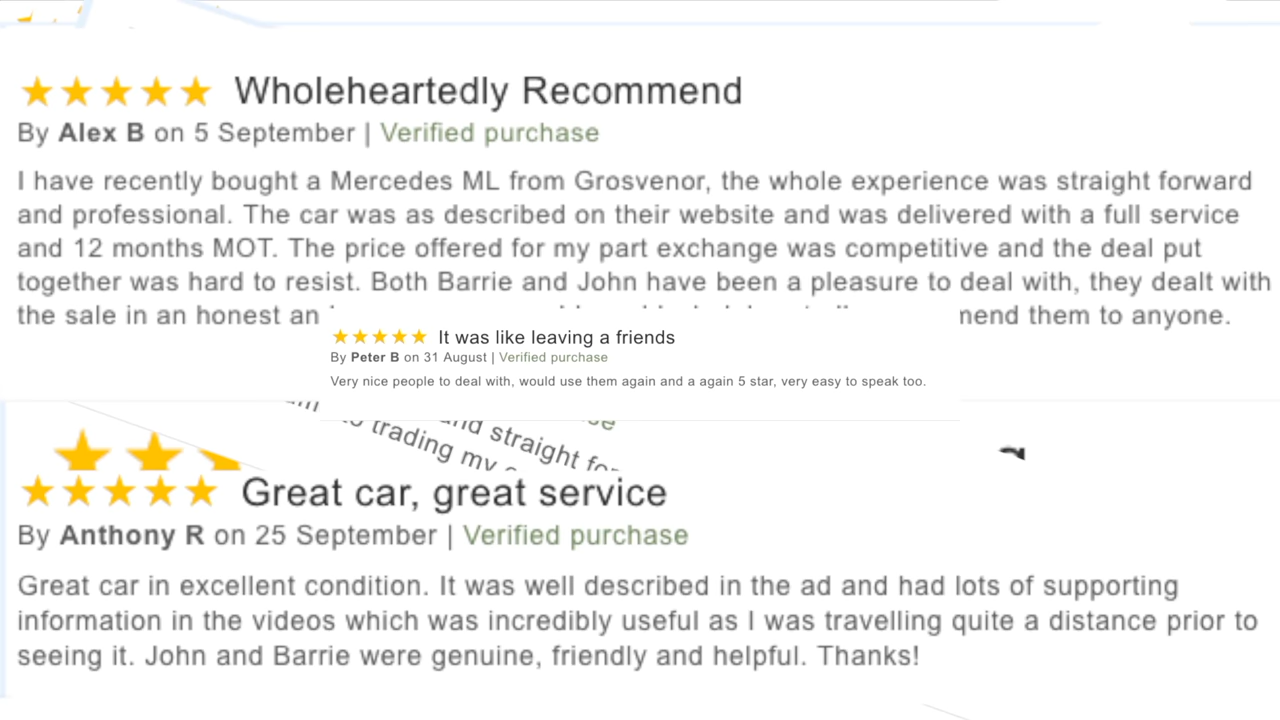 Wholeheartedly Recommend
By Alex B on 5 September | Verified purchase
I have recently bought a Mercedes ML from Grosvenor, the whole experience was straight forward
and professional. The car was as described on their website and was delivered with a full service
and 12 months MOT. The price offered for my part exchange was competitive and the deal put
together was hard to resist. Both Barrie and John have been a pleasure to deal with, they dealt with
the sale in an honest an mend them to anyone.
It was like leaving a friends
By Peter B on 31 August | Verified purchase
Very nice people to deal with, would use them again and a again 5 star, very easy to speak too.
straight
trading my
Great car, great service
By Anthony R on 25 September | Verified purchase
Great car in excellent condition. It was well described in the ad and had lots of supporting
information in the videos which was incredibly useful as I was travelling quite a distance prior to
seeing it. John and Barrie were genuine, friendly and helpful. Thanks!